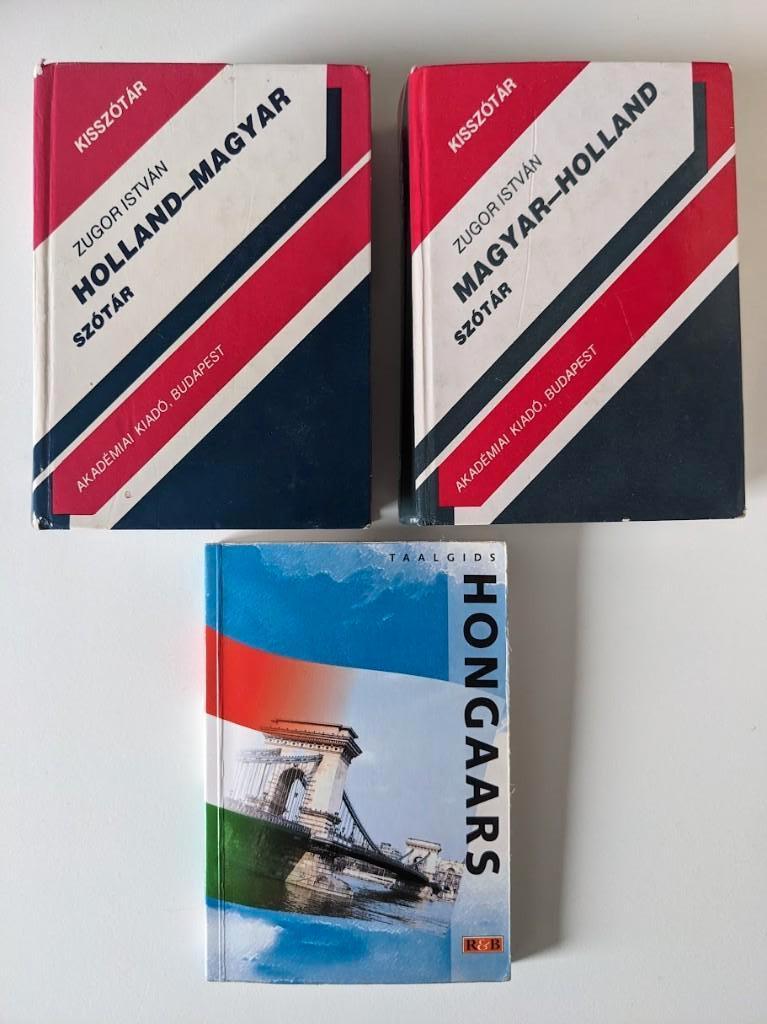 KISSZÓTÁR
ZUGOR ISTVÁN
HOLLAND–MAGYAR
SZÓTÁR
AKADÉMIAI KIADÓ, BUDAPEST
KISSZÓTÁR
ZUGOR ISTVÁN
MAGYAR–HOLLAND
SZÓTÁR
AKADÉMIAI KIADÓ, BUDAPEST
TAALGIDS
HONGAARS
R&B